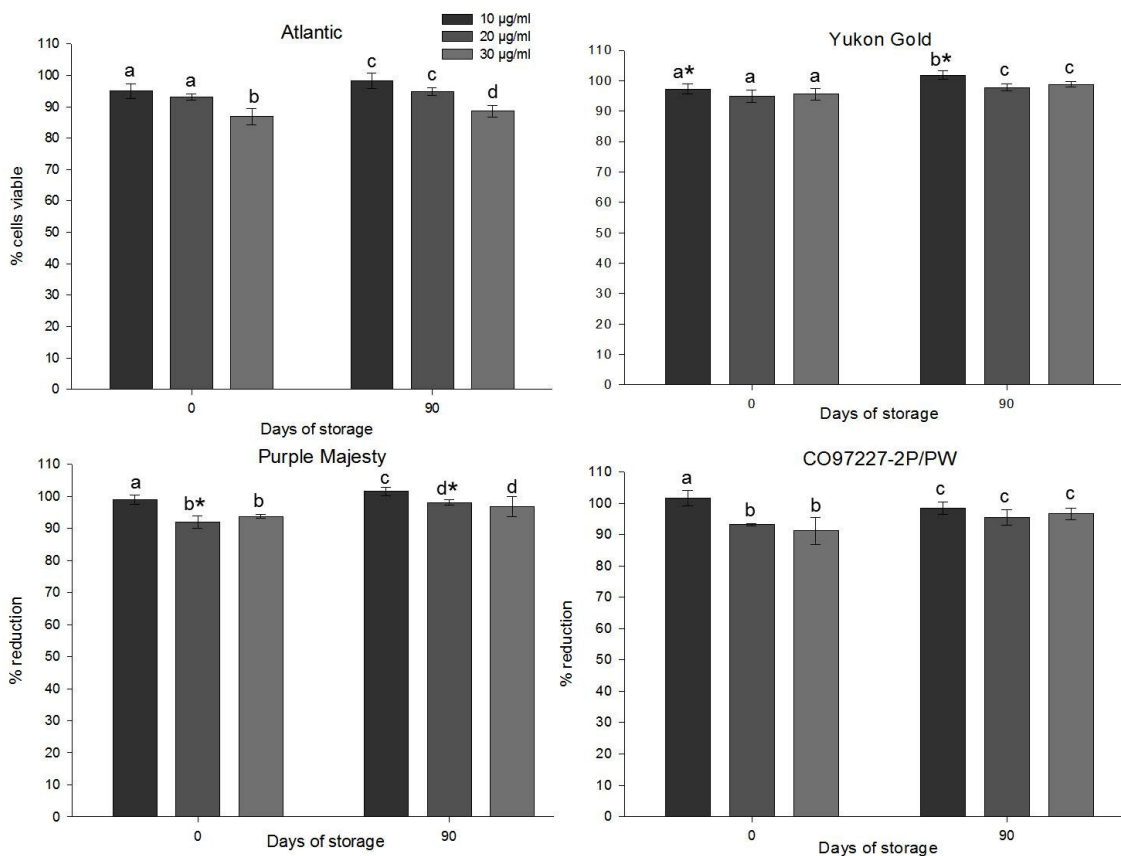 Atlantic
10 µg/ml
20 µg/ml
30 µg/ml
% cells viable
110
100
90
80
70
60
50
40
30
20
10
0
a
a
b
c
c
d
0
90
Days of storage
Yukon Gold
110
100
90
80
70
60
50
40
30
20
10
0
a*
a
a
b*
c
c
0
90
Days of storage
Purple Majesty
% reduction
110
100
90
80
70
60
50
40
30
20
10
0
a
b*
b
c
d*
d
0
90
Days of storage
CO97227-2P/PW
% reduction
110
100
90
80
70
60
50
40
30
20
10
0
a
b
b
c
c
c
0
90
Days of storage